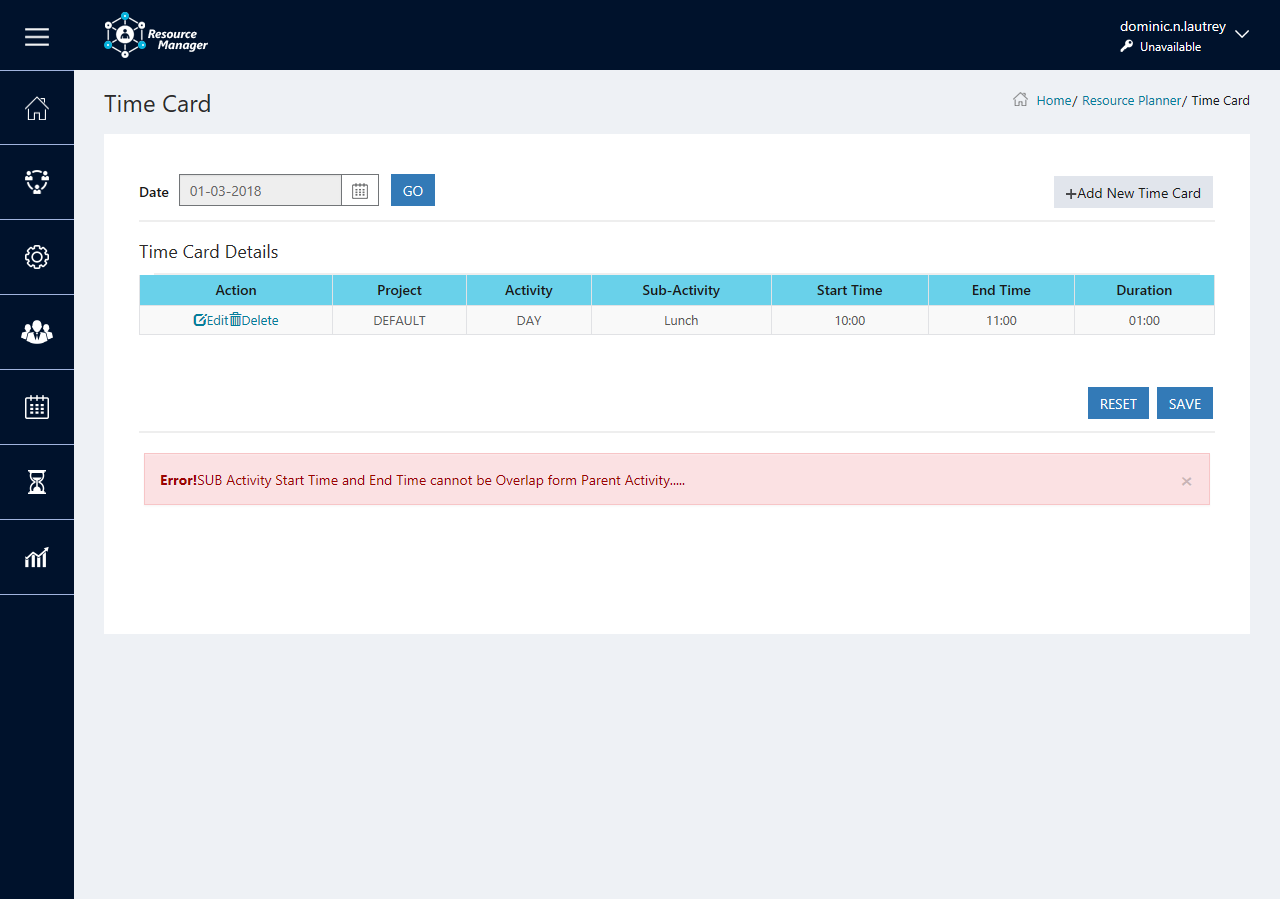 Resource
Manager
dominic.n.lautrey
Unavailable
Time Card
Home/ Resource Planner/ Time Card
Date 01-03-2018 GO +Add New Time Card
Time Card Details
Action Project Activity Sub-Activity Start Time End Time Duration
EditDelete DEFAULT DAY Lunch 10:00 11:00 01:00
RESET SAVE
Error!SUB Activity Start Time and End Time cannot be Overlap form Parent Activity..... ×